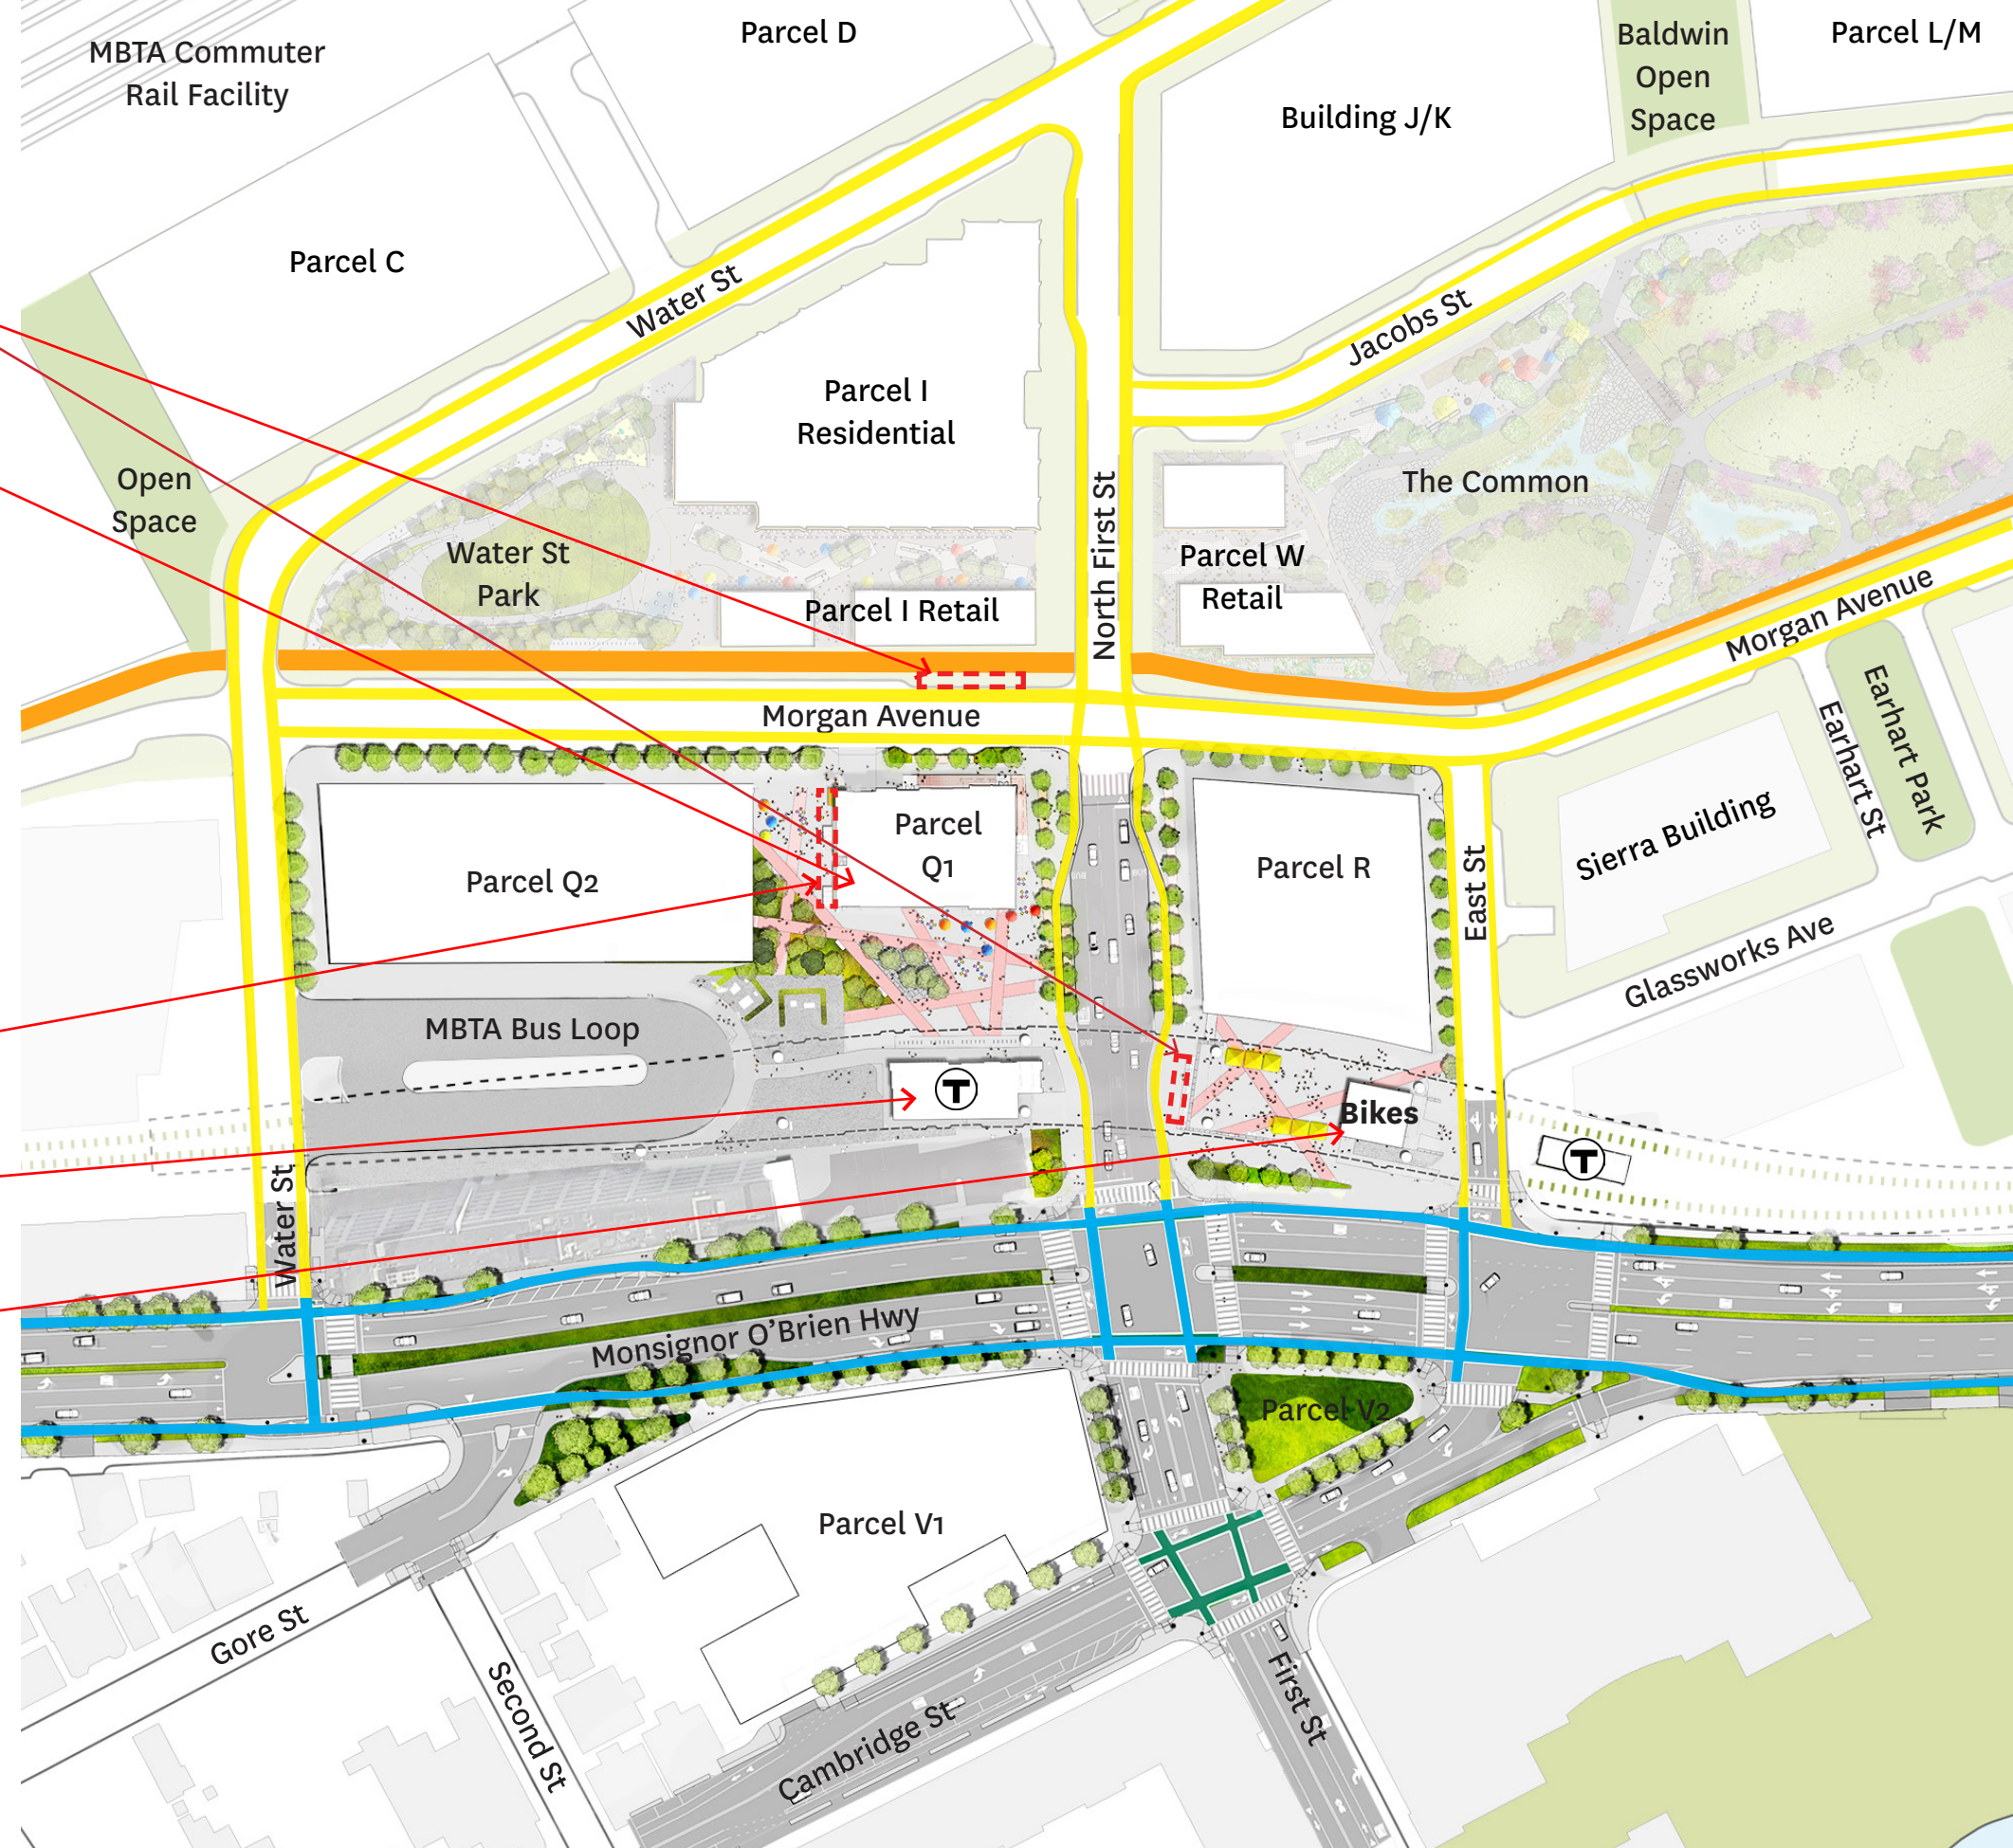 MBTA Commuter
Rail Facility
Parcel D
Baldwin
Open
Space
Parcel L/M
Building J/K
Parcel C
Water St
Jacobs St
Parcel I
Residential
Open
Space
The Common
North First St
Water St
Park
Parcel W
Retail
Parcel I Retail
Morgan Avenue
Morgan Avenue
Earhart St
Earhart Park
Parcel
Q1
Parcel Q2
Parcel R
East St
Sierra Building
Glassworks Ave
MBTA Bus Loop
T
Bikes
T
Water St
Monsignor O'Brien Hwy
Parcel V2
Parcel V1
Gore St
Second St
Cambridge St
First St